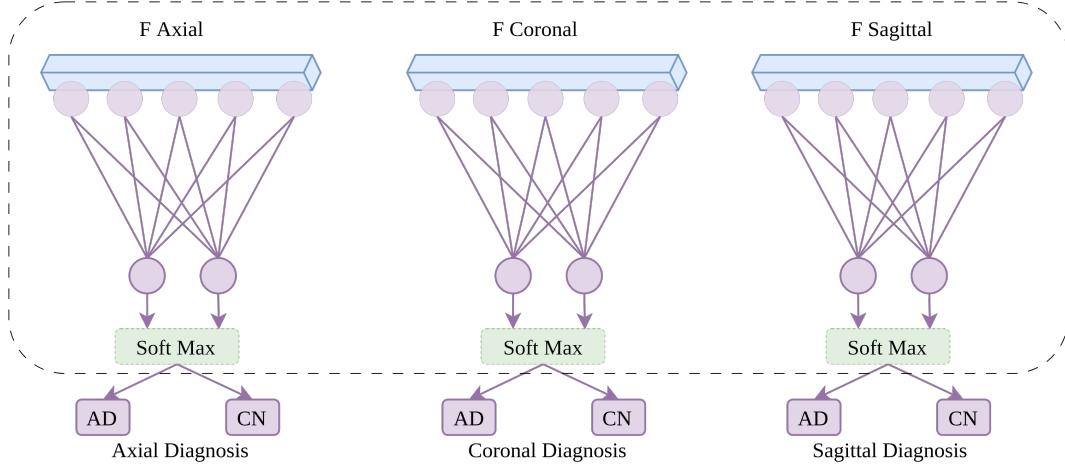 F Axial
F Coronal
F Sagittal
Soft Max
Soft Max
Soft Max
AD
CN
AD
CN
AD
CN
Axial Diagnosis
Coronal Diagnosis
Sagittal Diagnosis